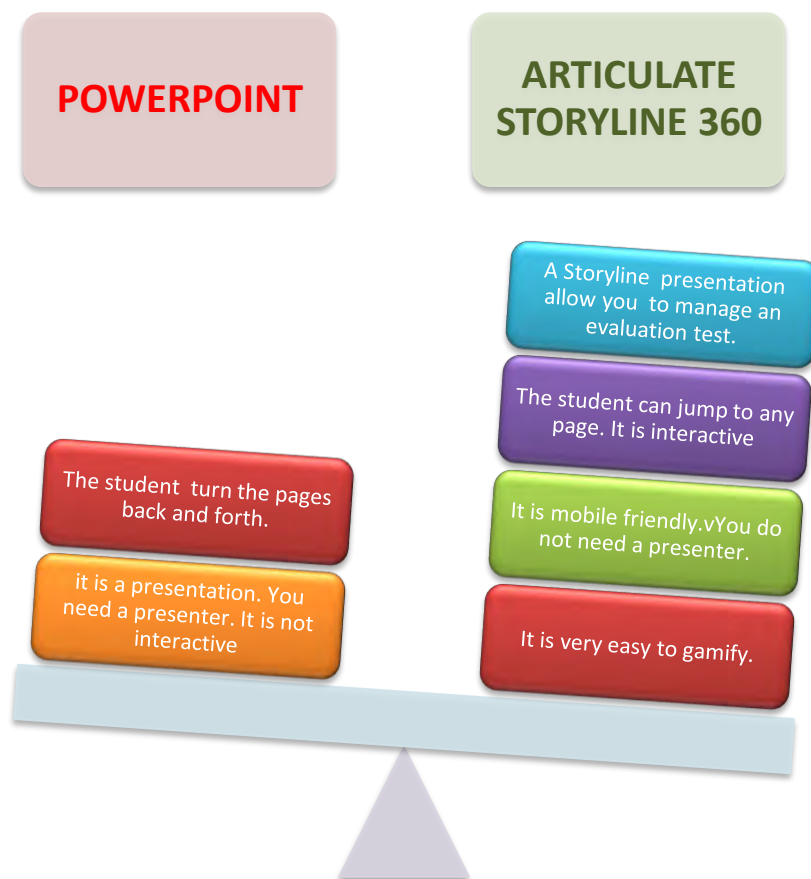 POWERPOINT
ARTICULATE
STORYLINE 360
The student  turn the pages
back and forth.
it is a presentation. You
need a presenter. It is not
interactive
A Storyline  presentation
allow you  to manage an
evaluation test.
The student can jump to any
page. It is interactive
It is mobile friendly.vYou do
not need a presenter.
It is very easy to gamify.